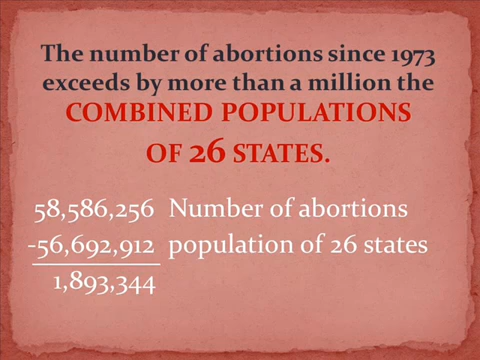 The number of abortions since 1973
exceeds by more than a million the
COMBINED POPULATIONS
OF 26 STATES.
58,586,256 Number of abortions
-56,692,912 population of 26 states
1,893,344